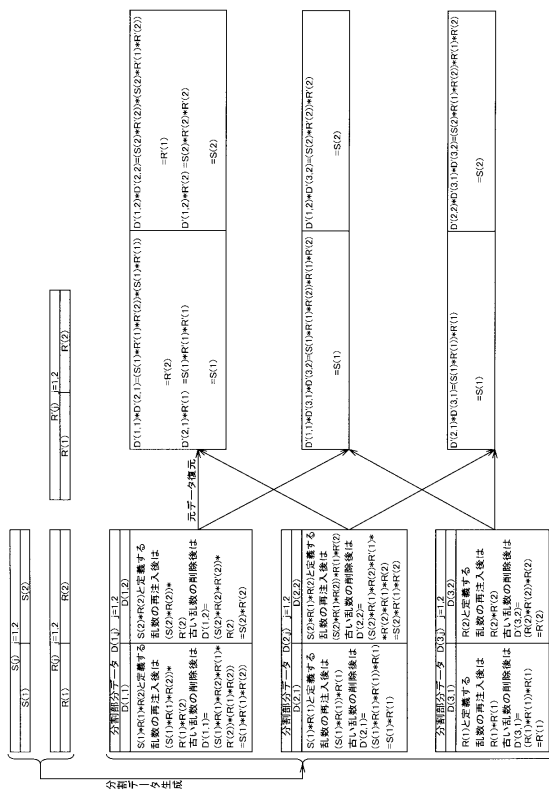 S(j) j=1,2
S(1)
S(2)
R(j) j=1,2
R(1)
R(2)
R'(j) j=1,2
R'(1)
R'(2)
分割データ生成
分割部分データ D(1,j) j=1,2
D(1,1)
S(1)*R(1)*R(2)と定義する
乱数の再注入後は
(S(1)*R(1)*R(2))*
R'(1)*R'(2)
古い乱数の削除後は
D'(1,1)=
(S(1)*R(1)*R(2)*R'(1)*
R'(2))*(R(1)*R(2))
=S(1)*R'(1)*R'(2)
D(1,2)
S(2)*R(2)と定義する
乱数の再注入後は
(S(2)*R(2))*
R'(2)
古い乱数の削除後は
D'(1,2)=
(S(2)*R(2)*R'(2))*
R(2)
=S(2)*R'(2)
分割部分データ D(2,j) j=1,2
D(2,1)
S(1)*R(1)と定義する
乱数の再注入後は
(S(1)*R(1))*R'(1)
古い乱数の削除後は
D'(2,1)=
(S(1)*R(1)*R'(1))*R(1)
=S(1)*R'(1)
D(2,2)
S(2)*R(1)*R(2)と定義する
乱数の再注入後は
(S(2)*R(1)*R(2))*R'(1)*R'(2)
古い乱数の削除後は
D'(2,2)=
(S(2)*R(1)*R(2)*R'(1)*
*R'(2)*R(1)*R(2)
=S(2)*R'(1)*R'(2)
分割部分データ D(3,j) j=1,2
D(3,1)
R(1)と定義する
乱数の再注入後は
R(1)*R'(1)
古い乱数の削除後は
D'(3,1)=
(R(1)*R'(1))*R(1)
=R'(1)
D(3,2)
R(2)と定義する
乱数の再注入後は
R(2)*R'(2)
古い乱数の削除後は
D'(3,2)=
(R(2)*R'(2))*R(2)
=R'(2)
元データ復元
D'(1,1)*D'(2,1)=(S(1)*R'(1)*R'(2))*(S(1)*R'(1))
=R'(2)
D'(2,1)*R'(1) =S(1)*R'(1)*R'(1)
=S(1)
D'(1,2)*D'(2,2)=(S(2)*R'(2))*(S(2)*R'(1)*R'(2))
=R'(1)
D'(1,2)*R'(2) =S(2)*R'(2)*R'(2)
=S(2)
D'(1,1)*D'(3,1)*D'(3,2)=(S(1)*R'(1)*R'(2))*R'(1)*R'(2)
=S(1)
D'(1,2)*D'(3,2)=(S(2)*R'(2))*R'(2)
=S(2)
D'(2,1)*D'(3,1)=(S(1)*R'(1))*R'(1)
=S(1)
D'(2,2)*D'(3,1)*D'(3,2)=(S(2)*R'(1)*R'(2))*R'(1)*R'(2)
=S(2)